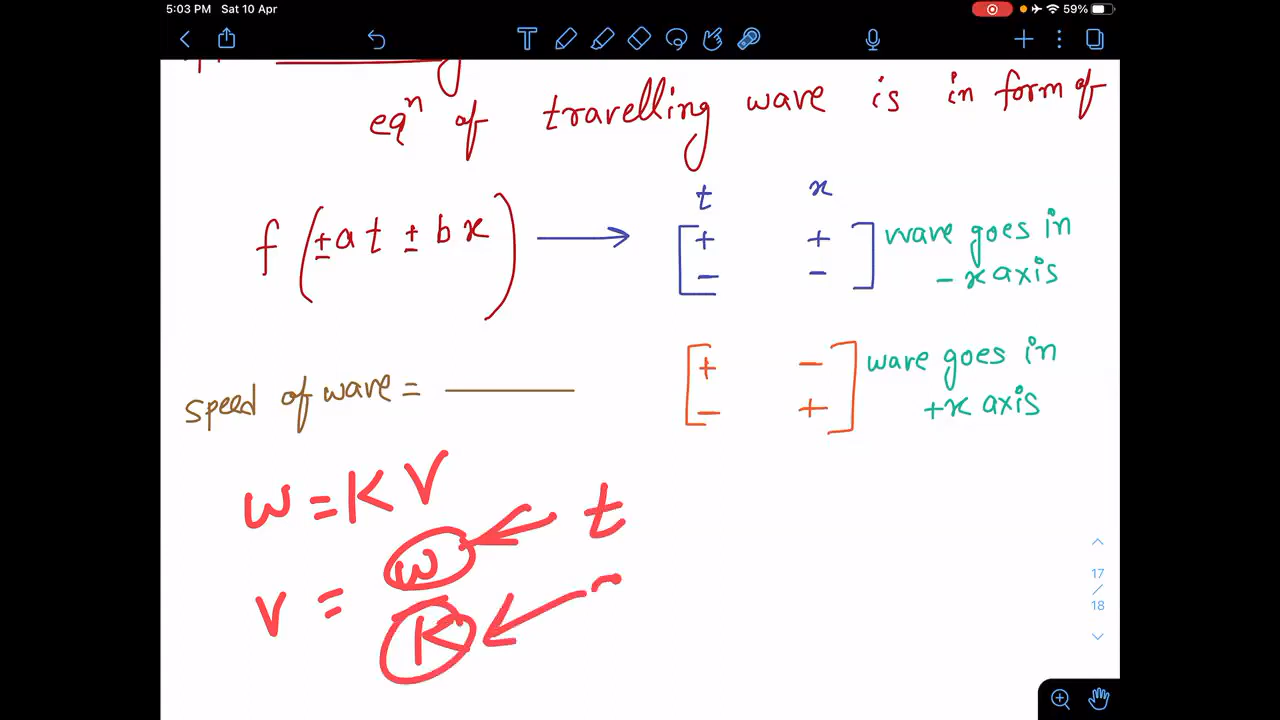 5:03 PM Sat 10 Apr
59%
eqⁿ of travelling wave is in form of
t x
f (±at ±bx) → [+ +] wave goes in
[- -] -x axis
[+ -] wave goes in
[- +] +x axis
speed of wave = ———
w = KV
v = w/K
t
17
/
18